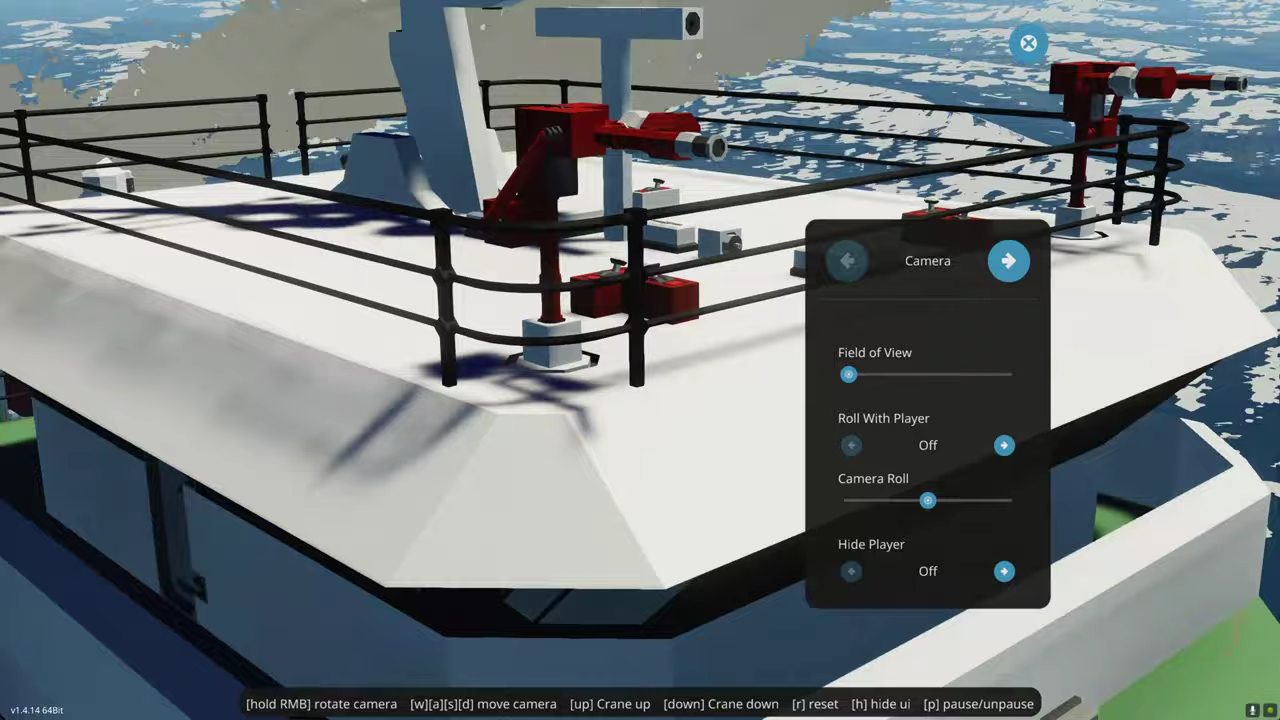 Camera
Field of View
Roll With Player
Off
Camera Roll
Hide Player
Off
[hold RMB] rotate camera [w][a][s][d] move camera [up] Crane up [down] Crane down [r] reset [h] hide ui [p] pause/unpause
v1.4.14 64Bit